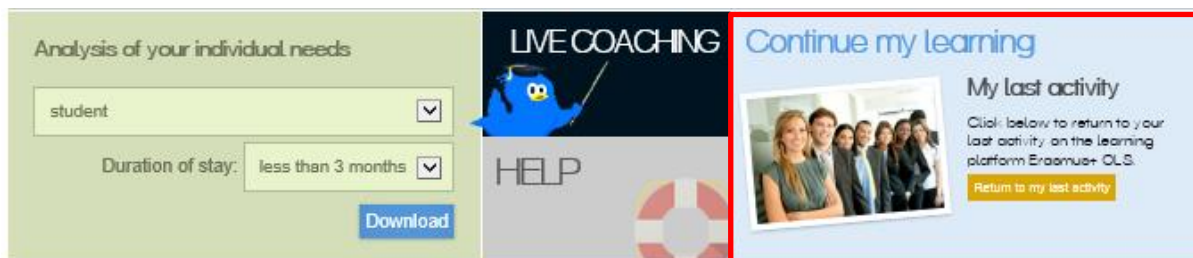 Analysis of your individual needs
student
Duration of stay:
less than 3 months
Download
LIVE COACHING
HELP
Continue my learning
My last activity
Click below to return to your
last activity on the learning
platform Erasmus+ OLS.
Return to my last activity